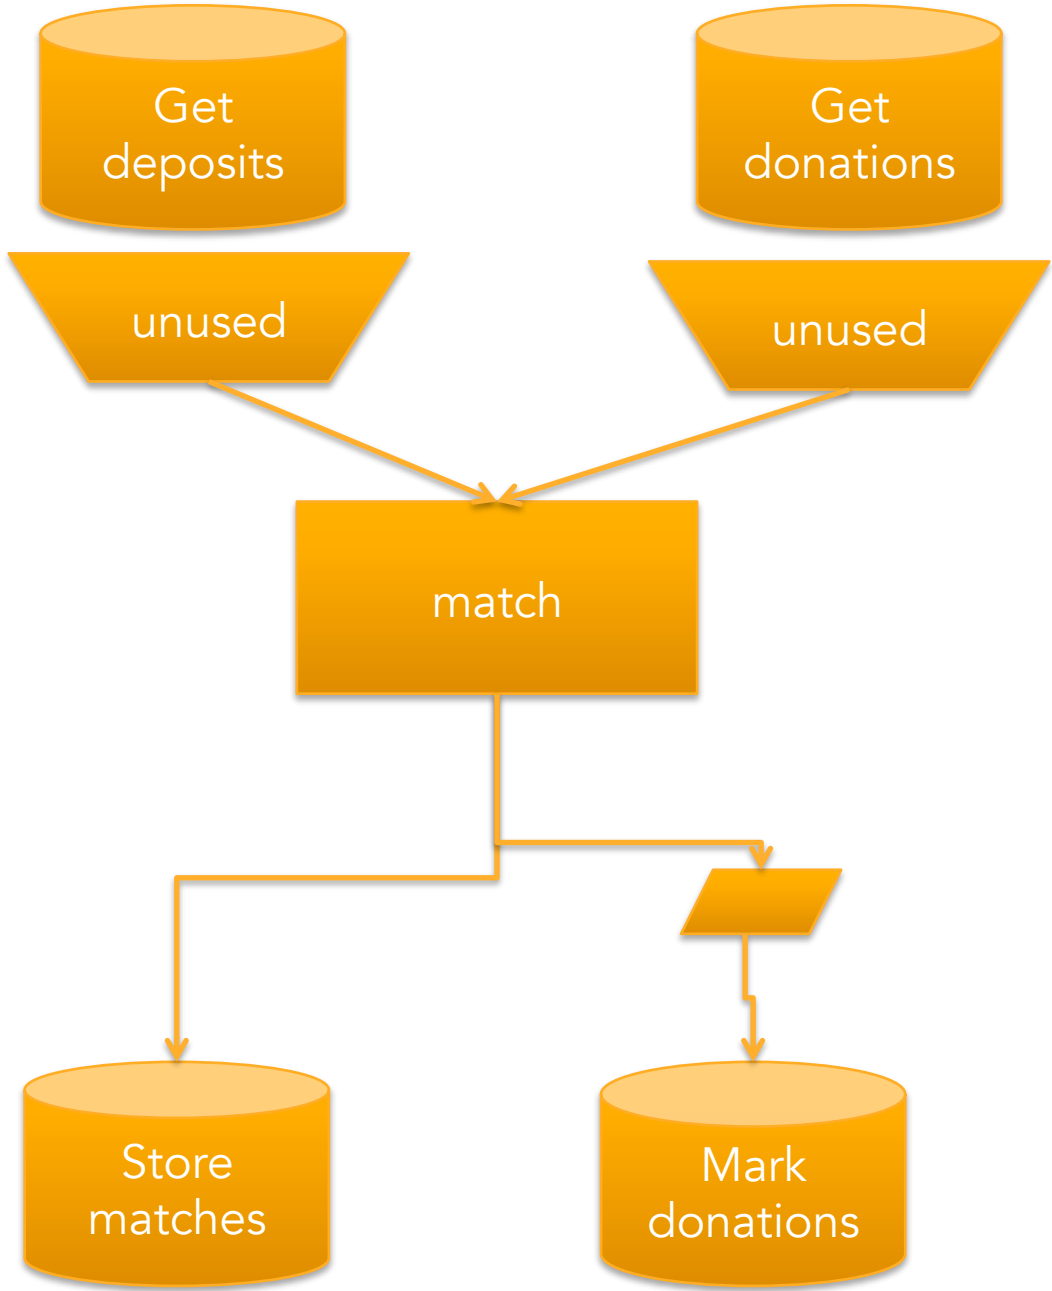 Get
deposits
Get
donations
unused
unused
match
Store
matches
Mark
donations